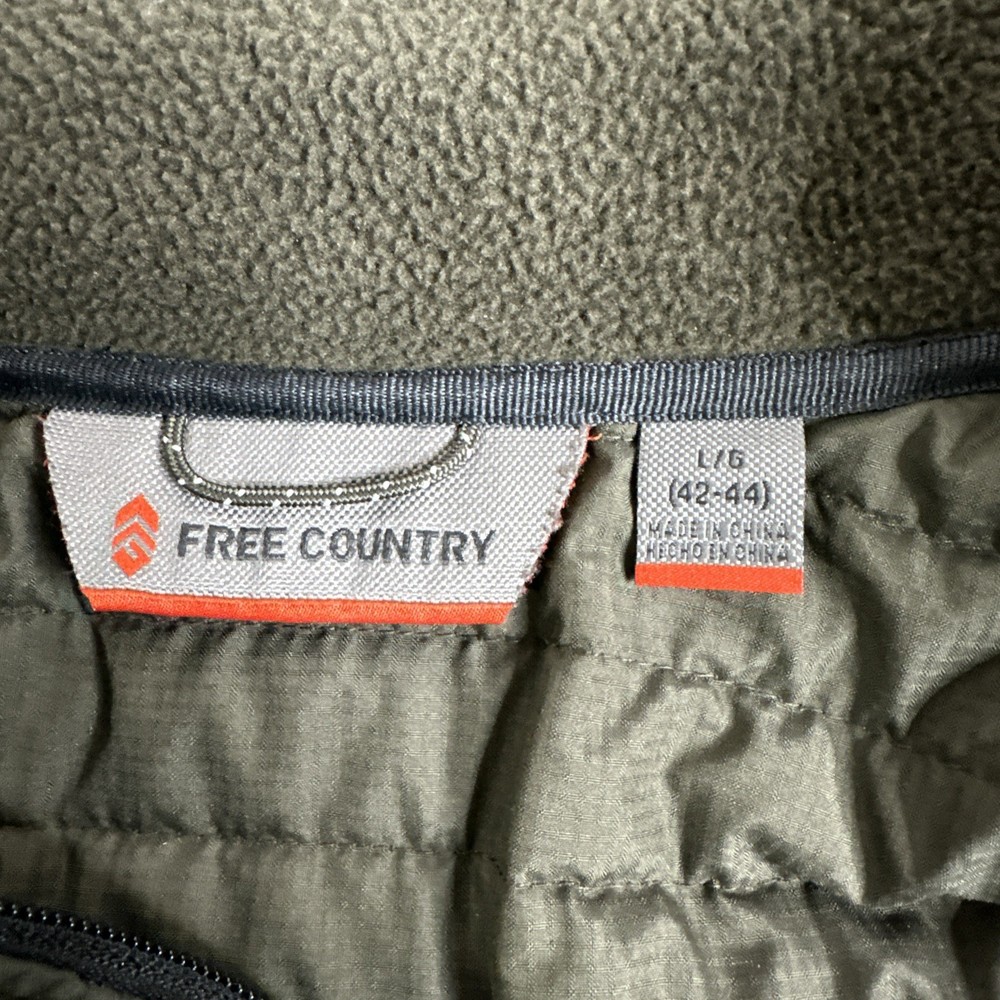 FREE COUNTRY
L/G
(42-44)
MADE IN CHINA
HECHO EN CHINA